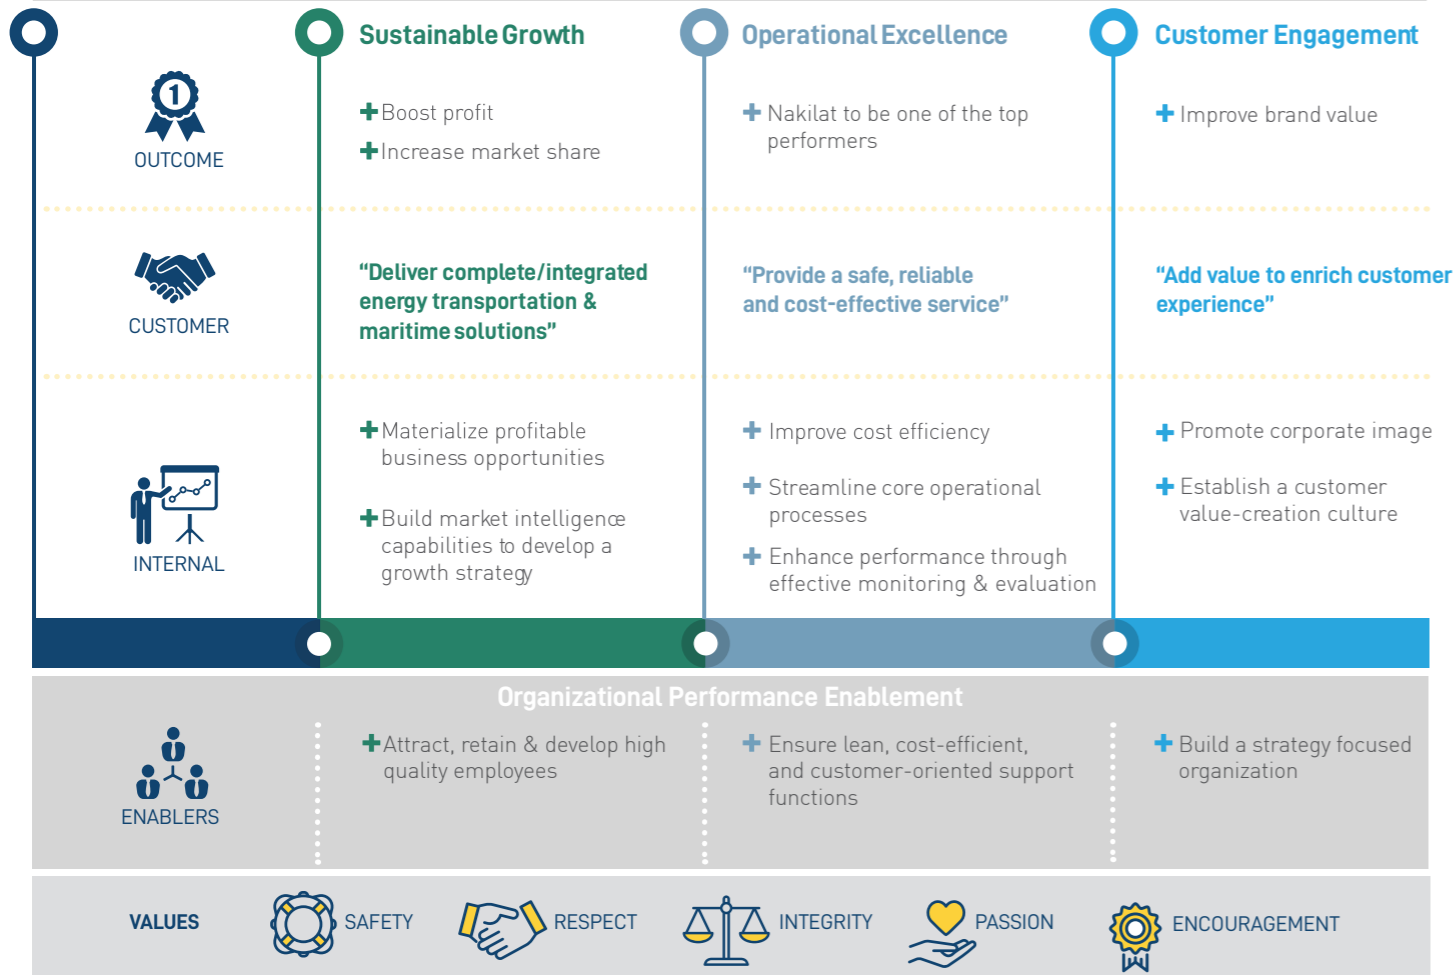 Sustainable Growth
Operational Excellence
Customer Engagement
1
OUTCOME
+ Boost profit
+ Increase market share
+ Nakilat to be one of the top
performers
+ Improve brand value
CUSTOMER
“Deliver complete/integrated
energy transportation &
maritime solutions”
“Provide a safe, reliable
and cost-effective service”
“Add value to enrich customer
experience”
INTERNAL
+ Materialize profitable
business opportunities
+ Build market intelligence
capabilities to develop a
growth strategy
+ Improve cost efficiency
+ Streamline core operational
processes
+ Enhance performance through
effective monitoring & evaluation
+ Promote corporate image
+ Establish a customer
value-creation culture
Organizational Performance Enablement
ENABLERS
+ Attract, retain & develop high
quality employees
+ Ensure lean, cost-efficient,
and customer-oriented support
functions
+ Build a strategy focused
organization
VALUES
SAFETY
RESPECT
INTEGRITY
PASSION
ENCOURAGEMENT